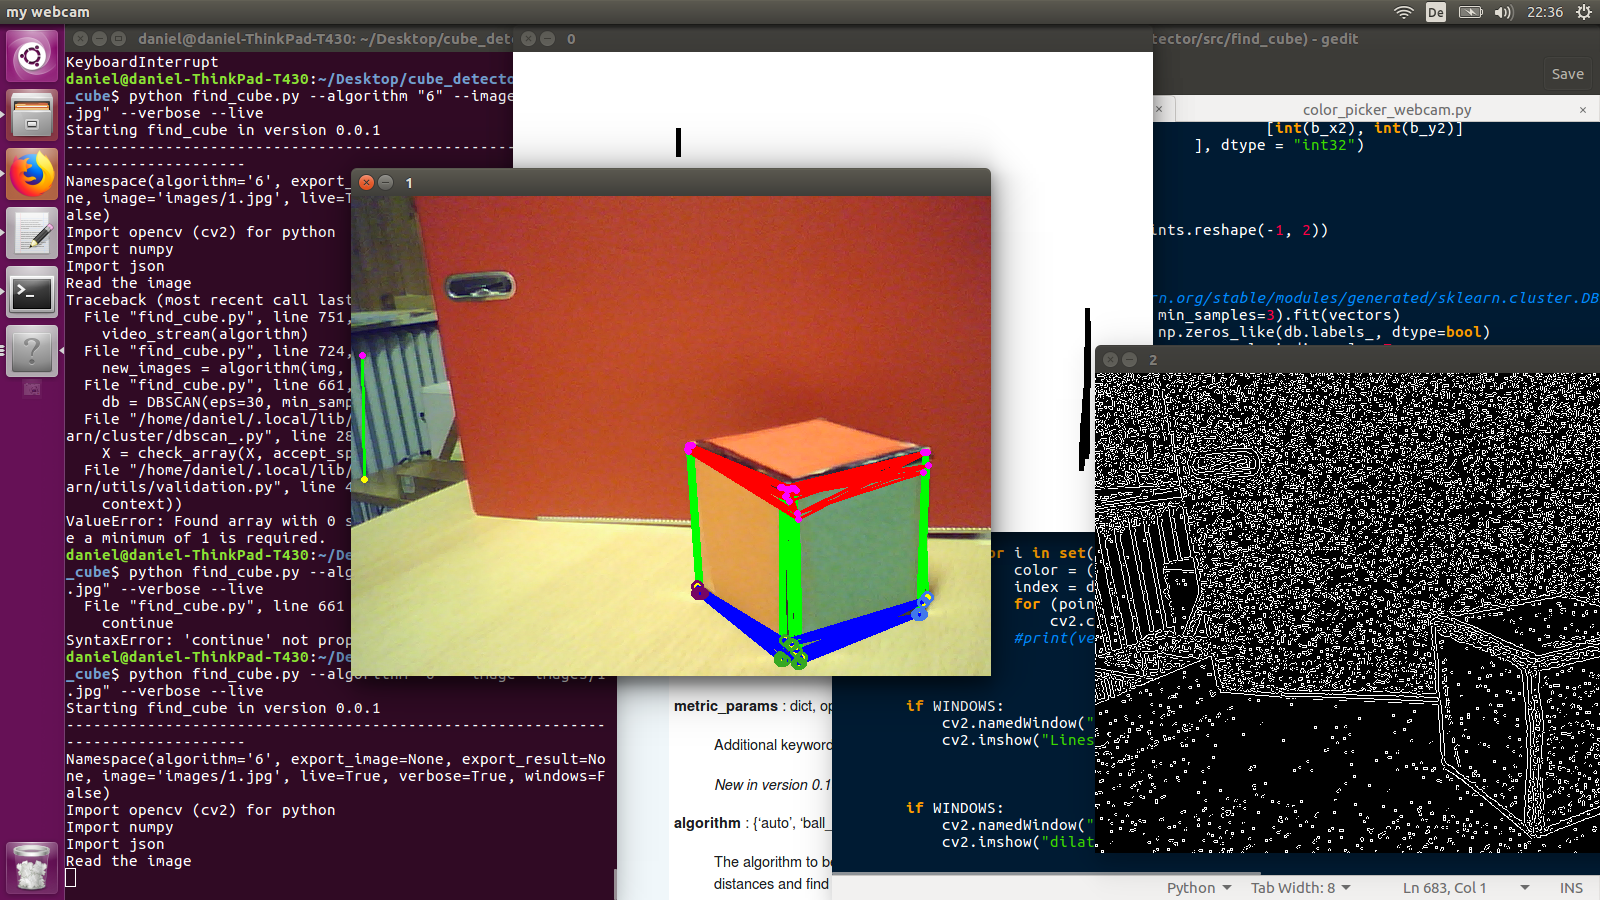 my webcam
De
22:36
daniel@daniel-ThinkPad-T430: ~/Desktop/cube_det
KeyboardInterrupt
daniel@daniel-ThinkPad-T430:~/Desktop/cube_detecto
_cube$ python find_cube.py --algorithm "6" --image
.jpg" --verbose --live
Starting find_cube in version 0.0.1
--------------------------------------------------
--------------------
Namespace(algorithm='6', export_
ne, image='images/1.jpg', live=T
alse)
Import opencv (cv2) for python
Import numpy
Import json
Read the image
Traceback (most recent call last
File "find_cube.py", line 751,
video_stream(algorithm)
File "find_cube.py", line 724,
new_images = algorithm(img,
File "find_cube.py", line 661,
db = DBSCAN(eps=30, min_samp
File "/home/daniel/.local/lib/
arn/cluster/dbscan_.py", line 28
X = check_array(X, accept_sp
File "/home/daniel/.local/lib/
arn/utils/validation.py", line 4
context))
ValueError: Found array with 0 s
e a minimum of 1 is required.
daniel@daniel-ThinkPad-T430:~/De
_cube$ python find_cube.py --alg
.jpg" --verbose --live
File "find_cube.py", line 661
continue
SyntaxError: 'continue' not prop
daniel@daniel-ThinkPad-T430:~/De
_cube$ python find_cube.py --alg
.jpg" --verbose --live
Starting find_cube in version 0.0.1
------------------------------------------------------------
--------------------
Namespace(algorithm='6', export_image=None, export_result=No
ne, image='images/1.jpg', live=True, verbose=True, windows=F
alse)
Import opencv (cv2) for python
Import numpy
Import json
Read the image
0
1
2
tector/src/find_cube) - gedit
Save
color_picker_webcam.py
[int(b_x2), int(b_y2)]
], dtype = "int32")
ints.reshape(-1, 2))
rn.org/stable/modules/generated/sklearn.cluster.DB
min_samples=3).fit(vectors)
np.zeros_like(db.labels_, dtype=bool)
or i in set(
color = (
index = d
for (poin
cv2.c
#print(ve
if WINDOWS:
cv2.namedWindow("
cv2.imshow("Lines
if WINDOWS:
cv2.namedWindow("
cv2.imshow("dilat
metric_params : dict, op
Additional keyword
New in version 0.1
algorithm : {'auto', 'ball_
The algorithm to be
distances and find
Python
Tab Width: 8
Ln 683, Col 1
INS